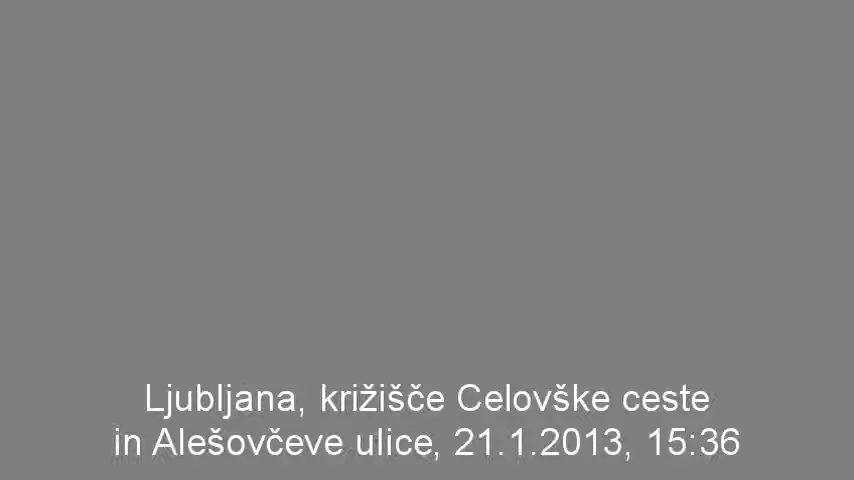 Ljubljana, križišče Celovške ceste
in Alešovčeve ulice, 21.1.2013, 15:36